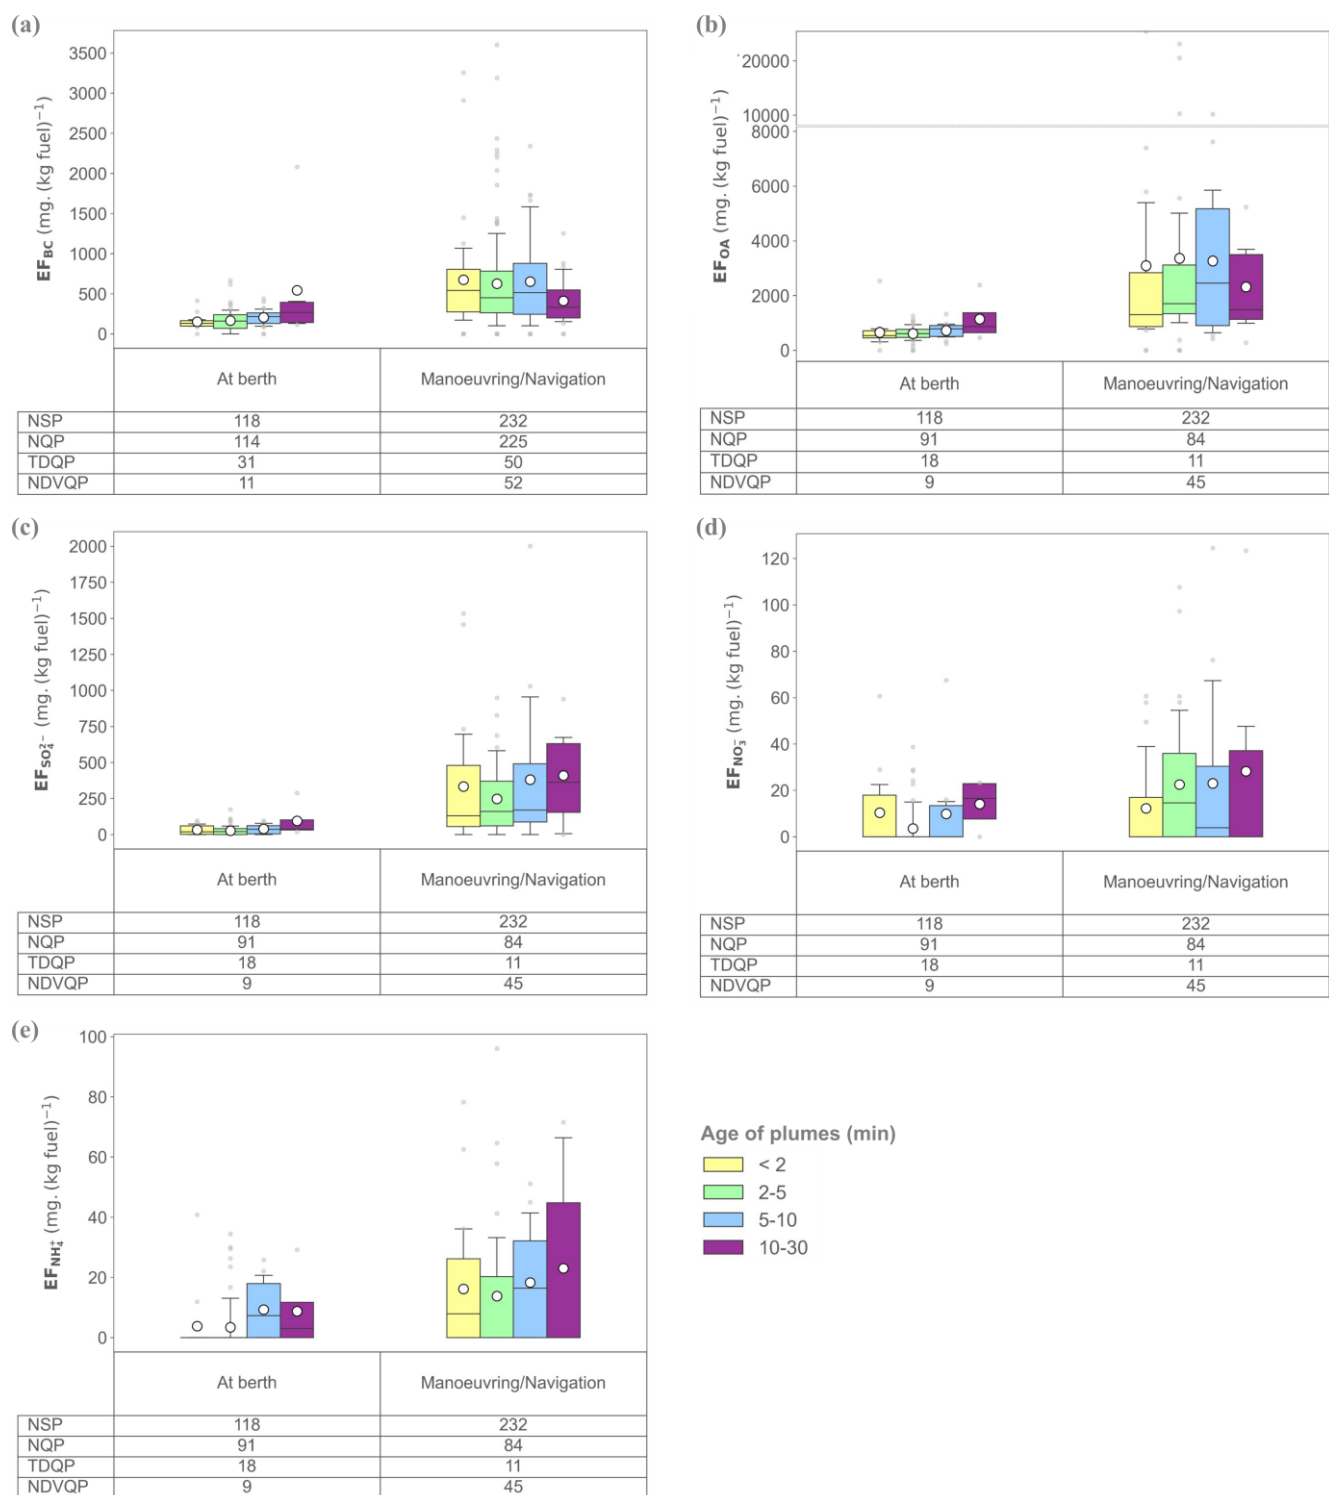 (a)
3500
3000
2500
2000
1500
1000
500
0
EF_BC (mg. (kg fuel)⁻¹)
At berth Manoeuvring/Navigation
NSP 118 232
NQP 114 225
TDQP 31 50
NDVQP 11 52
(b)
20000
10000
8000
6000
4000
2000
0
EF_OA (mg. (kg fuel)⁻¹)
At berth Manoeuvring/Navigation
NSP 118 232
NQP 91 84
TDQP 18 11
NDVQP 9 45
(c)
2000
1750
1500
1250
1000
750
500
250
0
EF_SO₄²⁻ (mg. (kg fuel)⁻¹)
At berth Manoeuvring/Navigation
NSP 118 232
NQP 91 84
TDQP 18 11
NDVQP 9 45
(d)
120
100
80
60
40
20
0
EF_NO₃⁻ (mg. (kg fuel)⁻¹)
At berth Manoeuvring/Navigation
NSP 118 232
NQP 91 84
TDQP 18 11
NDVQP 9 45
(e)
100
80
60
40
20
0
EF_NH₄⁺ (mg. (kg fuel)⁻¹)
At berth Manoeuvring/Navigation
NSP 118 232
NQP 91 84
TDQP 18 11
NDVQP 9 45
Age of plumes (min)
< 2
2-5
5-10
10-30